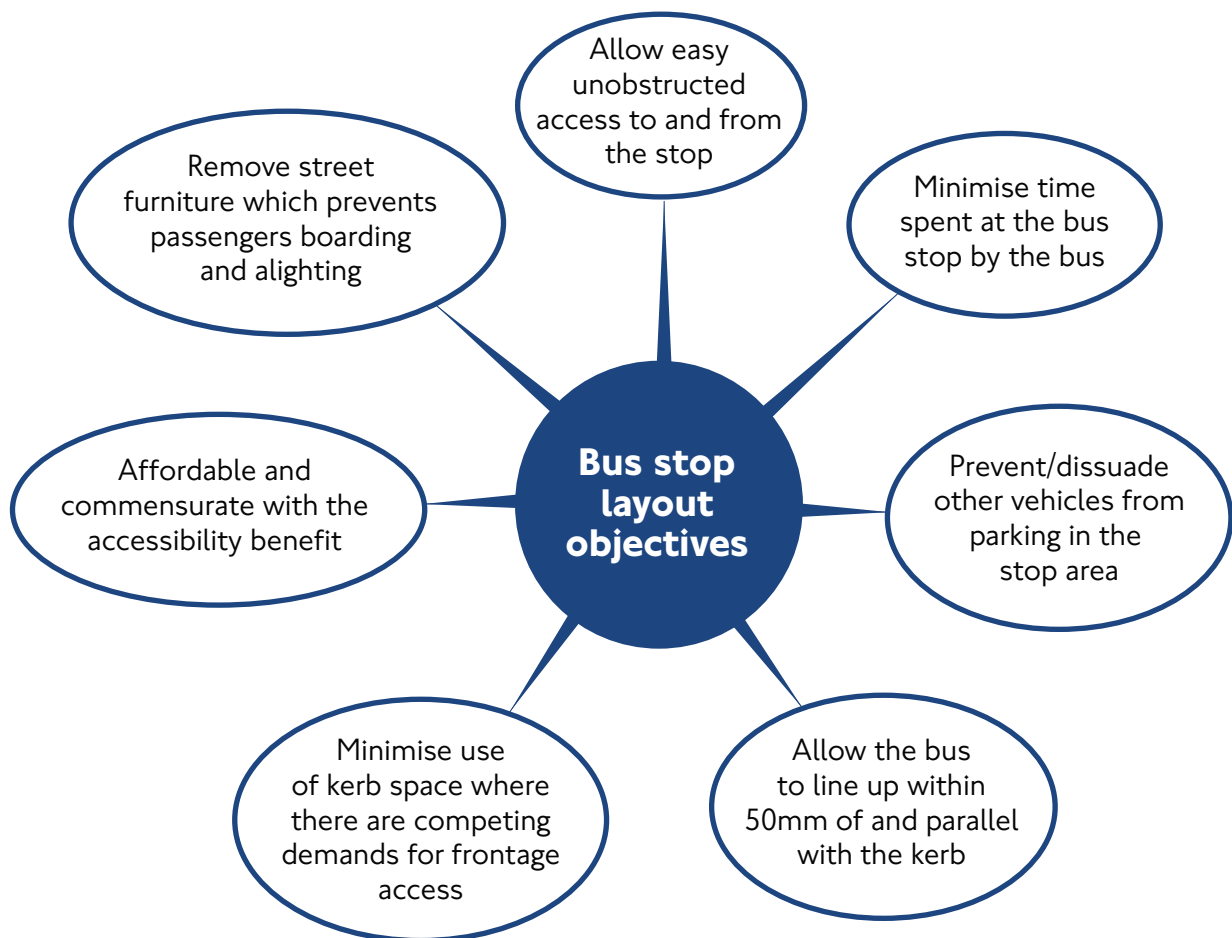 Allow easy
unobstructed
access to and from
the stop
Remove street
furniture which prevents
passengers boarding
and alighting
Minimise time
spent at the bus
stop by the bus
Affordable and
commensurate with the
accessibility benefit
Bus stop
layout
objectives
Prevent/dissuade
other vehicles from
parking in the
stop area
Minimise use
of kerb space where
there are competing
demands for frontage
access
Allow the bus
to line up within
50mm of and parallel
with the kerb